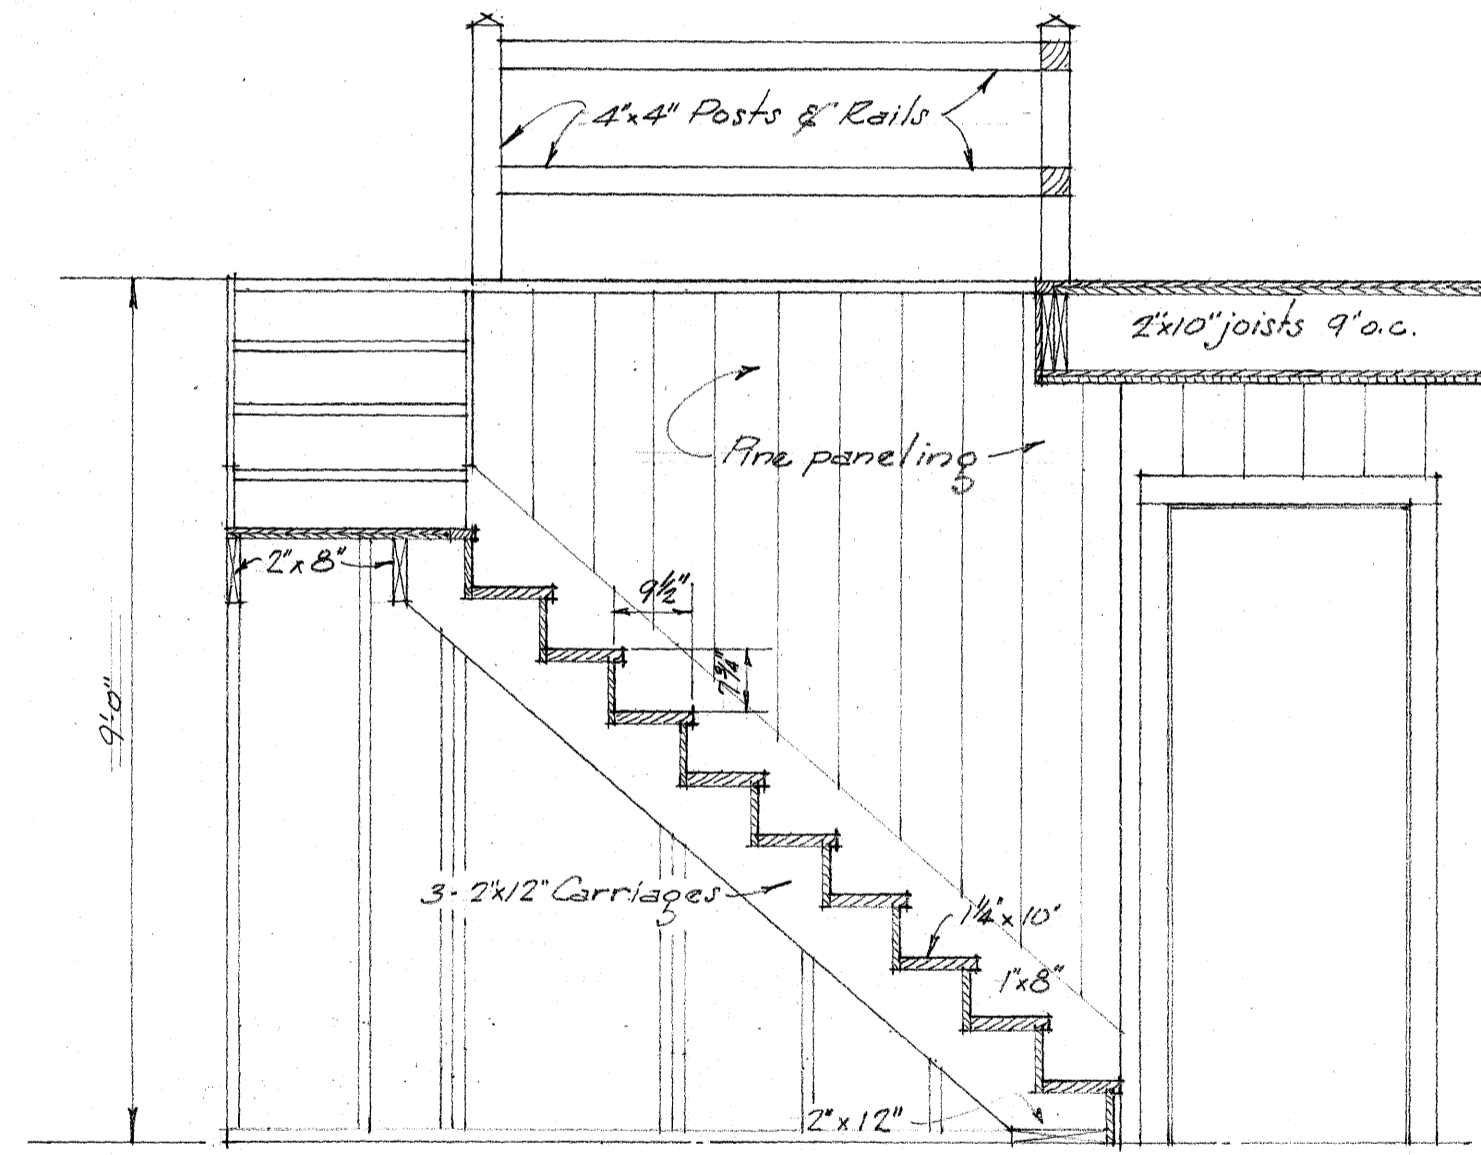 4"x4" Posts & Rails
2"x10" joists 9" o.c.
Pine paneling
2"x8"
9½"
7¾"
9'-0"
3-2"x12" Carriages
1¼"x10"
1"x8"
2"x12"